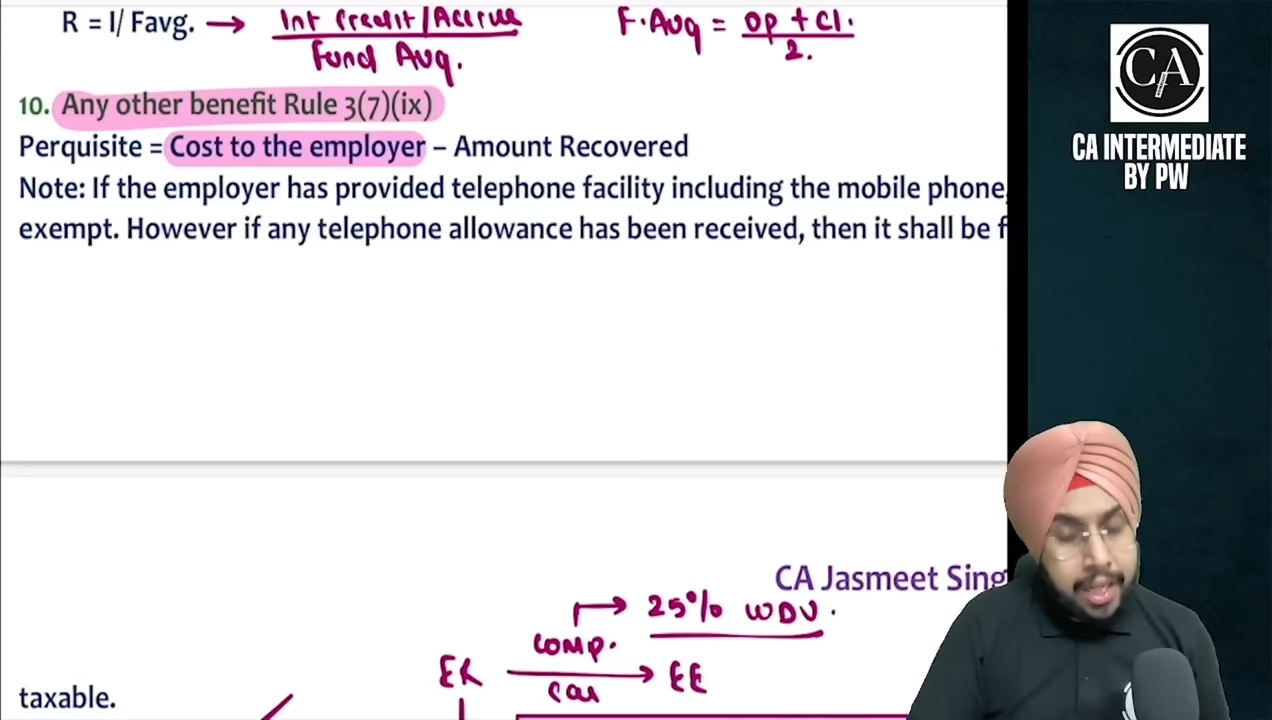 R = I/ Favg. → Int Credit/Accrue
Fund Avg.
F.Avg = Op + Cl.
2.
10. Any other benefit Rule 3(7)(ix)
Perquisite = Cost to the employer – Amount Recovered
Note: If the employer has provided telephone facility including the mobile phone,
exempt. However if any telephone allowance has been received, then it shall be f
CA
CA INTERMEDIATE
BY PW
CA Jasmeet Sing
25% WDV.
Comp.
ER → EE
Car
taxable.